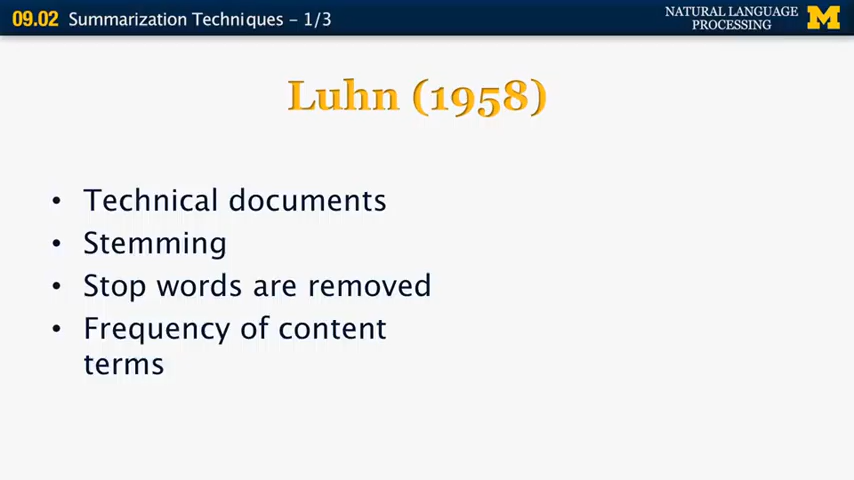 09.02 Summarization Techniques – 1/3
NATURAL LANGUAGE
PROCESSING
M
Luhn (1958)
• Technical documents
• Stemming
• Stop words are removed
• Frequency of content
terms